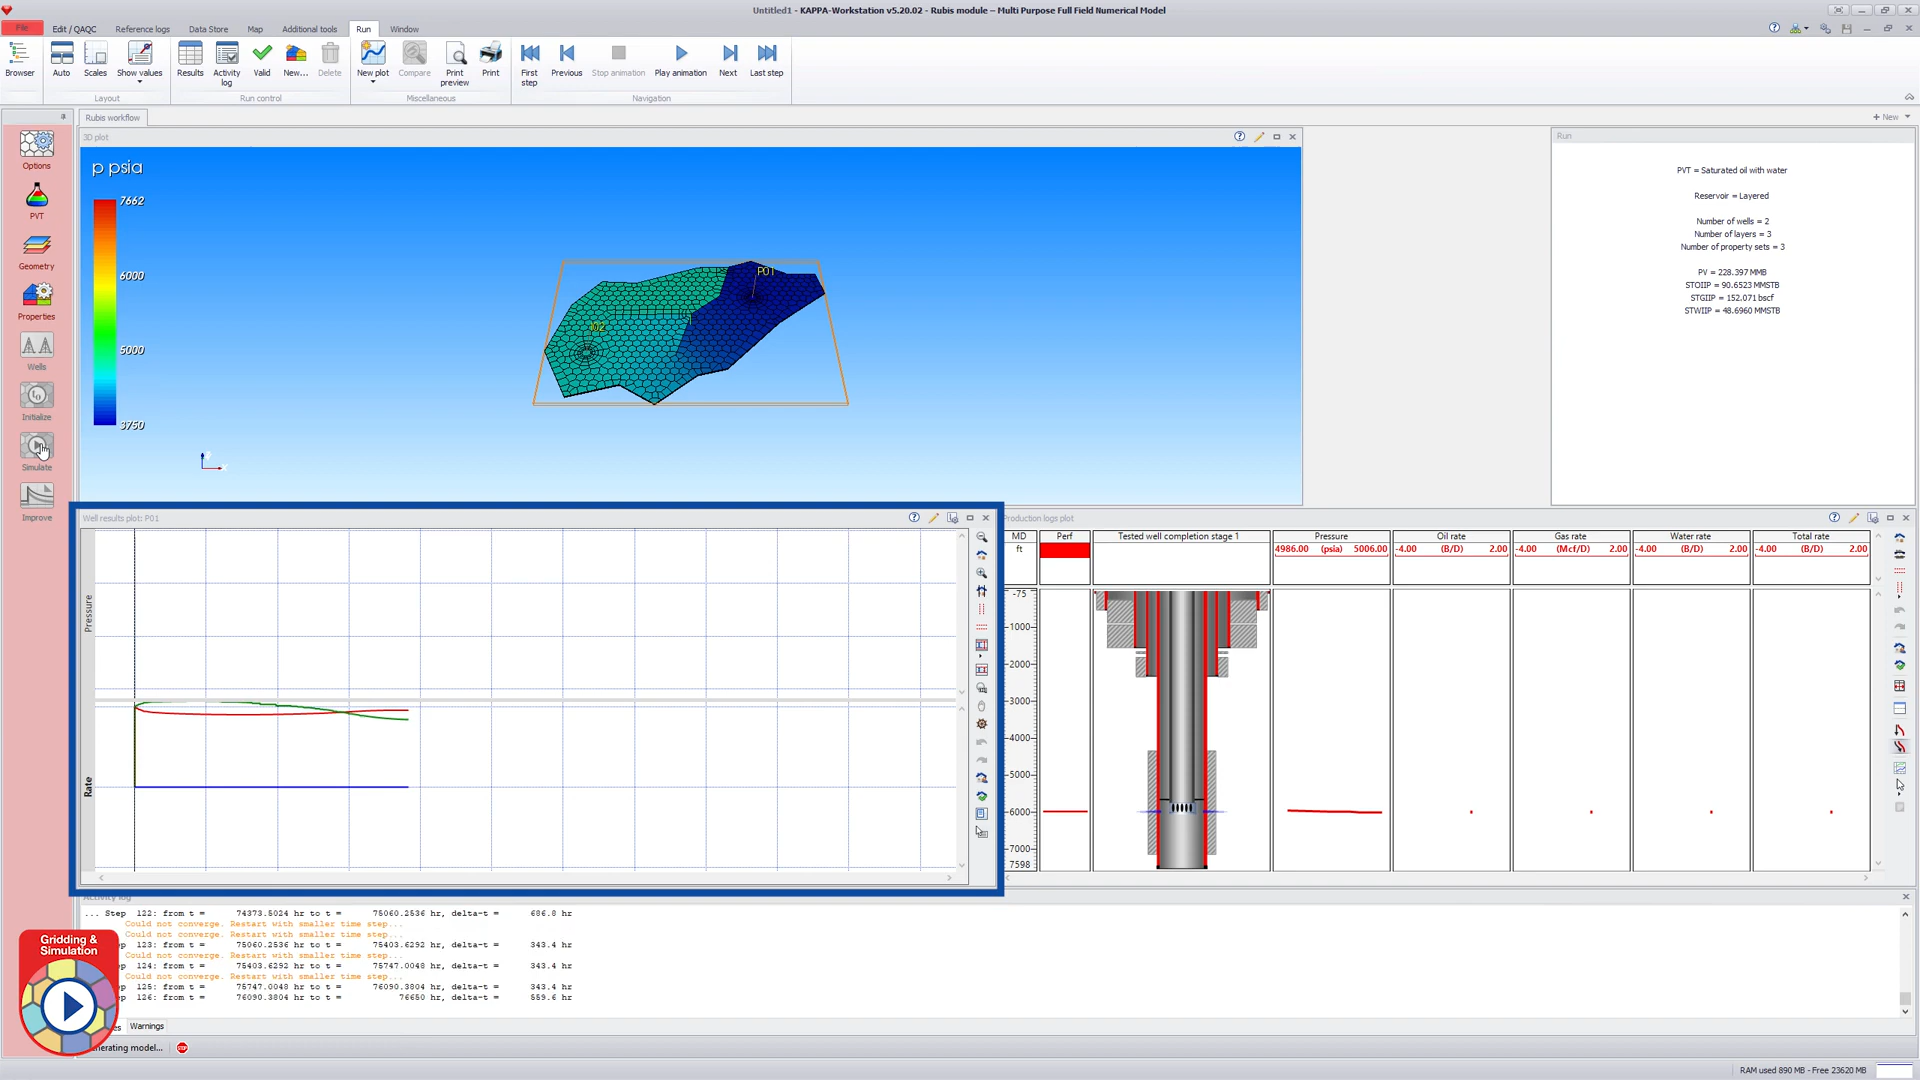 Untitled1 - KAPPA-Workstation v5.20.02 - Rubis module – Multi Purpose Full Field Numerical Model
File Edit / QAQC Reference logs Data Store Map Additional tools Run Window
Browser Auto Scales Show values Results Activity log Valid New... Delete New plot Compare Print preview Print First step Previous Stop animation Play animation Next Last step
Layout Run control Miscellaneous Navigation
Rubis workflow
+ New
Options
PVT
Geometry
Properties
Wells
Initialize
Simulate
Improve
3D plot
p psia
7662
6000
5000
3750
P01
Run
PVT = Saturated oil with water
Reservoir = Layered
Number of wells = 2
Number of layers = 3
Number of property sets = 3
PV = 228.397 MMB
STOIIP = 90.6523 MMSTB
STGIIP = 152.071 bscf
STWIIP = 48.6960 MMSTB
Well results plot: P01
Pressure
Rate
Production logs plot
MD Perf Tested well completion stage 1 Pressure Oil rate Gas rate Water rate Total rate
ft 4986.00 (psia) 5006.00 -4.00 (B/D) 2.00 -4.00 (Mcf/D) 2.00 -4.00 (B/D) 2.00 -4.00 (B/D) 2.00
-75
1000
2000
3000
4000
5000
6000
7000
7598
Activity log
... Step 122: from t = 74373.5024 hr to t = 75060.2536 hr, delta-t = 686.8 hr
Could not converge. Restart with smaller time step...
Could not converge. Restart with smaller time step...
123: from t = 75060.2536 hr to t = 75403.6292 hr, delta-t = 343.4 hr
Could not converge. Restart with smaller time step...
124: from t = 75403.6292 hr to t = 75747.0048 hr, delta-t = 343.4 hr
Could not converge. Restart with smaller time step...
125: from t = 75747.0048 hr to t = 76090.3804 hr, delta-t = 343.4 hr
126: from t = 76090.3804 hr to t = 76650 hr, delta-t = 559.6 hr
Warnings
Gridding &
Simulation
RAM used 890 MB - Free 23620 MB